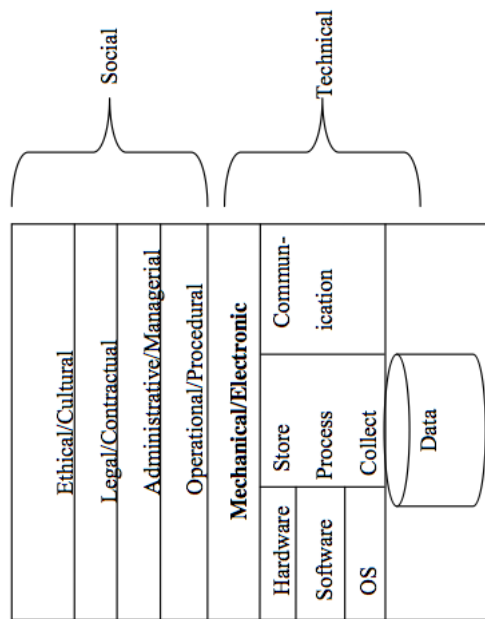 Social
Ethical/Cultural
Legal/Contractual
Administrative/Managerial
Operational/Procedural
Technical
Mechanical/Electronic
Hardware
Software
OS
Store
Process
Collect
Commun-
ication
Data